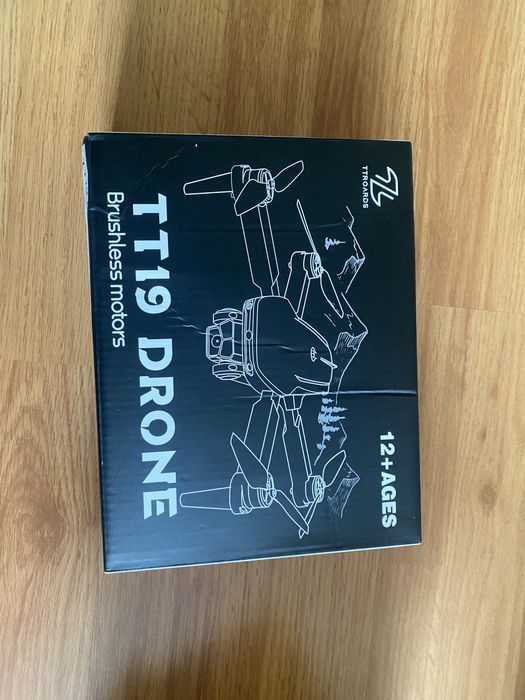 TTROARDS
12+AGES
TT19 DRONE
Brushless motors